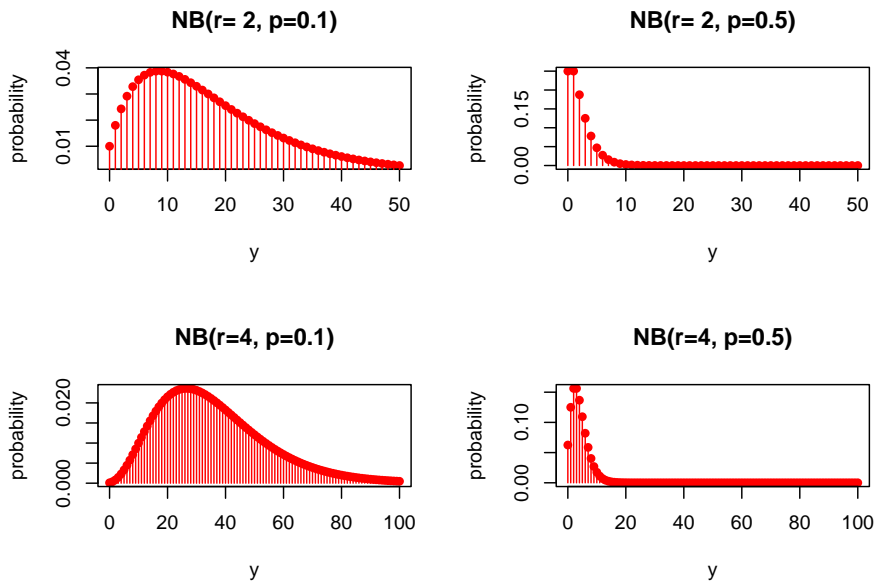 NB(r= 2, p=0.1)
probability
0.04
0.01
0 10 20 30 40 50
y
NB(r= 2, p=0.5)
probability
0.15
0.00
0 10 20 30 40 50
y
NB(r=4, p=0.1)
probability
0.020
0.000
0 20 40 60 80 100
y
NB(r=4, p=0.5)
probability
0.10
0.00
0 20 40 60 80 100
y